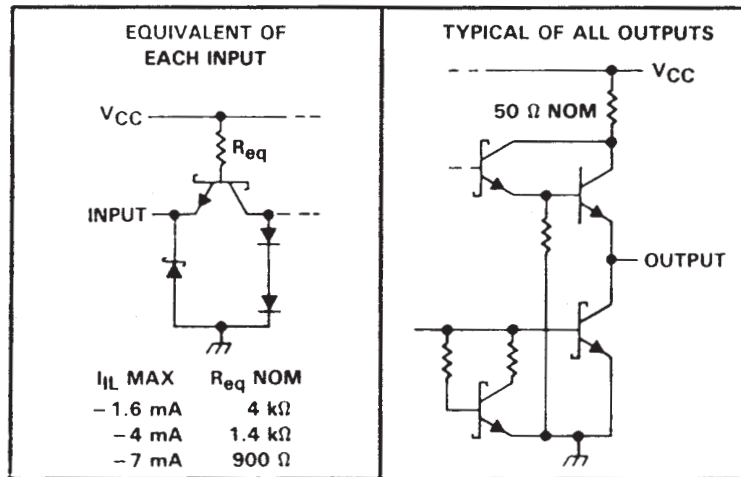 EQUIVALENT OF
EACH INPUT
VCC
Req
INPUT
IIL MAX Req NOM
−1.6 mA 4 kΩ
−4 mA 1.4 kΩ
−7 mA 900 Ω
TYPICAL OF ALL OUTPUTS
VCC
50 Ω NOM
OUTPUT